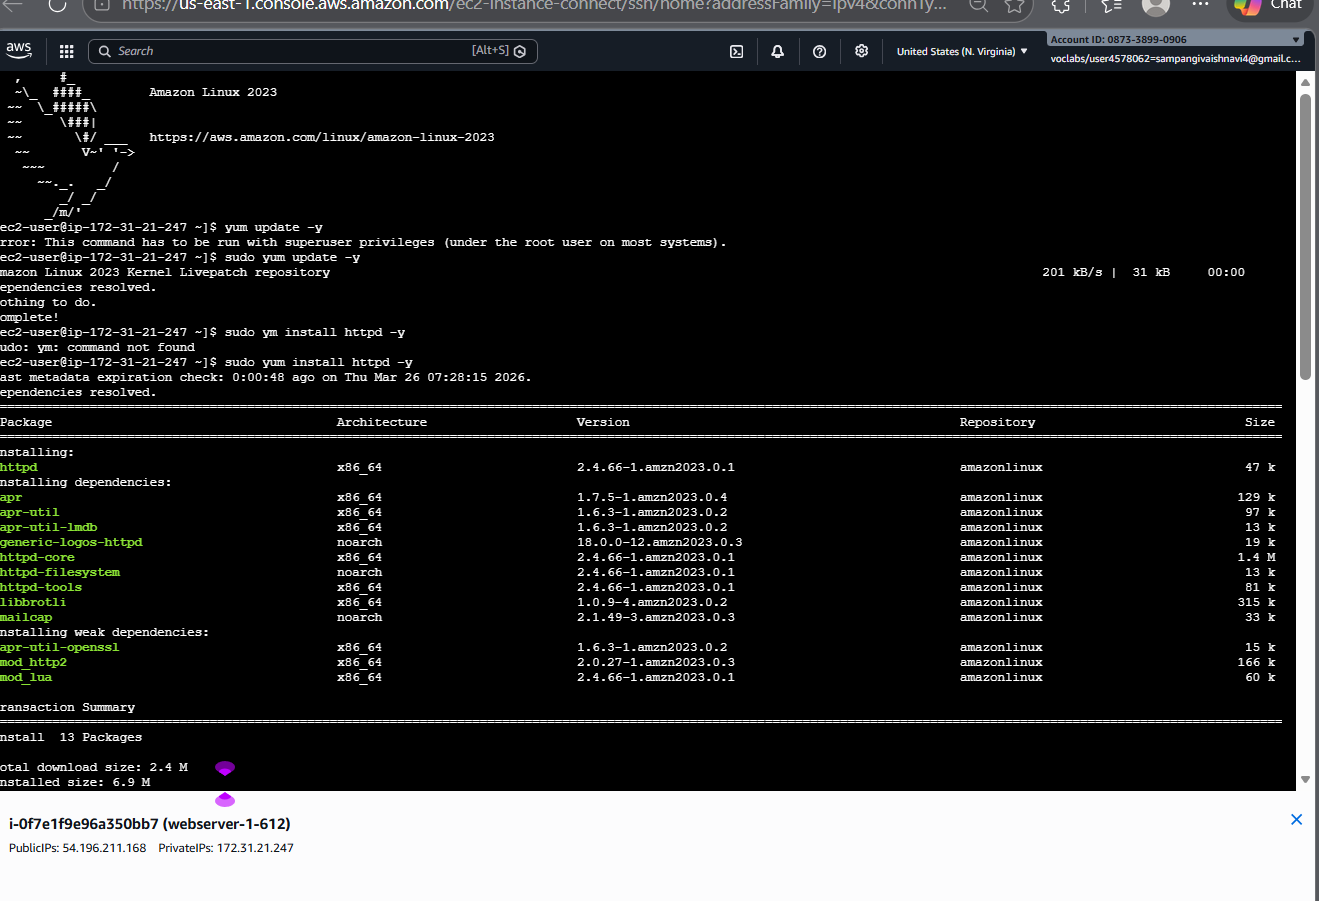 https://us-east-1.console.aws.amazon.com/ec2-instance-connect/ssh/home?addressFamily=ipv4&connTy...
Chat
aws
Search
[Alt+S]
United States (N. Virginia)
Account ID: 0873-3899-0906
voclabs/user4578062=sampangivaishnavi4@gmail.c...
,     #_
~\_  ####_        Amazon Linux 2023
~~  \_#####\
~~     \###|
~~       \#/ ___   https://aws.amazon.com/linux/amazon-linux-2023
~~       V~' '->
~~~         /
~~._.   _/
_/ _/
_/m/'
ec2-user@ip-172-31-21-247 ~]$ yum update -y
rror: This command has to be run with superuser privileges (under the root user on most systems).
ec2-user@ip-172-31-21-247 ~]$ sudo yum update -y
mazon Linux 2023 Kernel Livepatch repository 201 kB/s | 31 kB 00:00
ependencies resolved.
othing to do.
omplete!
ec2-user@ip-172-31-21-247 ~]$ sudo ym install httpd -y
udo: ym: command not found
ec2-user@ip-172-31-21-247 ~]$ sudo yum install httpd -y
ast metadata expiration check: 0:00:48 ago on Thu Mar 26 07:28:15 2026.
ependencies resolved.
Package Architecture Version Repository Size
nstalling:
httpd x86_64 2.4.66-1.amzn2023.0.1 amazonlinux 47 k
nstalling dependencies:
apr x86_64 1.7.5-1.amzn2023.0.4 amazonlinux 129 k
apr-util x86_64 1.6.3-1.amzn2023.0.2 amazonlinux 97 k
apr-util-lmdb x86_64 1.6.3-1.amzn2023.0.2 amazonlinux 13 k
generic-logos-httpd noarch 18.0.0-12.amzn2023.0.3 amazonlinux 19 k
httpd-core x86_64 2.4.66-1.amzn2023.0.1 amazonlinux 1.4 M
httpd-filesystem noarch 2.4.66-1.amzn2023.0.1 amazonlinux 13 k
httpd-tools x86_64 2.4.66-1.amzn2023.0.1 amazonlinux 81 k
libbrotli x86_64 1.0.9-4.amzn2023.0.2 amazonlinux 315 k
mailcap noarch 2.1.49-3.amzn2023.0.3 amazonlinux 33 k
nstalling weak dependencies:
apr-util-openssl x86_64 1.6.3-1.amzn2023.0.2 amazonlinux 15 k
mod_http2 x86_64 2.0.27-1.amzn2023.0.3 amazonlinux 166 k
mod_lua x86_64 2.4.66-1.amzn2023.0.1 amazonlinux 60 k
ransaction Summary
nstall  13 Packages
otal download size: 2.4 M
nstalled size: 6.9 M
i-0f7e1f9e96a350bb7 (webserver-1-612)
PublicIPs: 54.196.211.168 PrivateIPs: 172.31.21.247